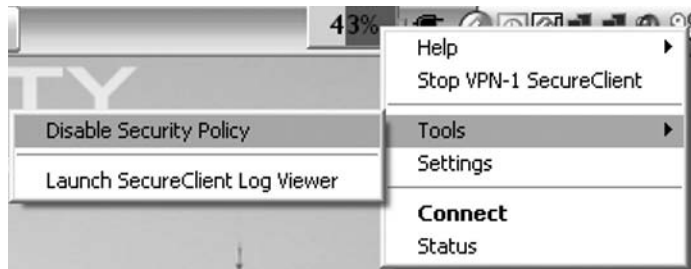 43%
TY
Help
Stop VPN-1 SecureClient
Tools
Disable Security Policy
Launch SecureClient Log Viewer
Settings
Connect
Status